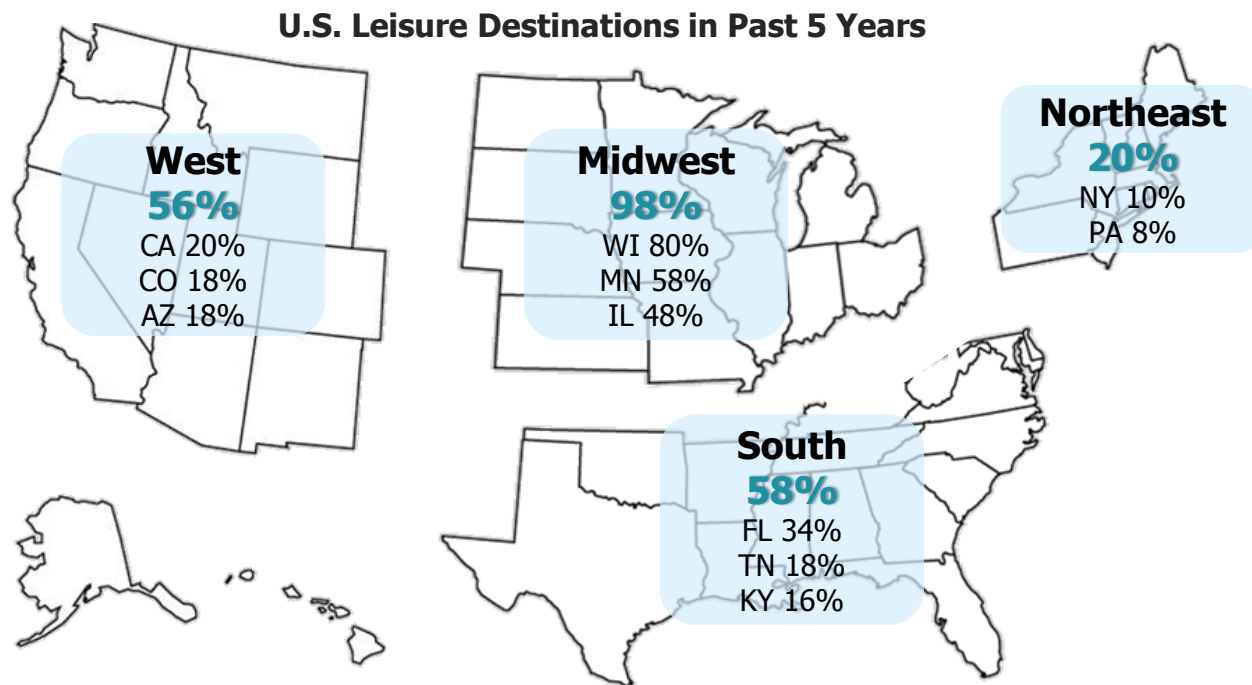 U.S. Leisure Destinations in Past 5 Years
West
56%
CA 20%
CO 18%
AZ 18%
Midwest
98%
WI 80%
MN 58%
IL 48%
Northeast
20%
NY 10%
PA 8%
South
58%
FL 34%
TN 18%
KY 16%